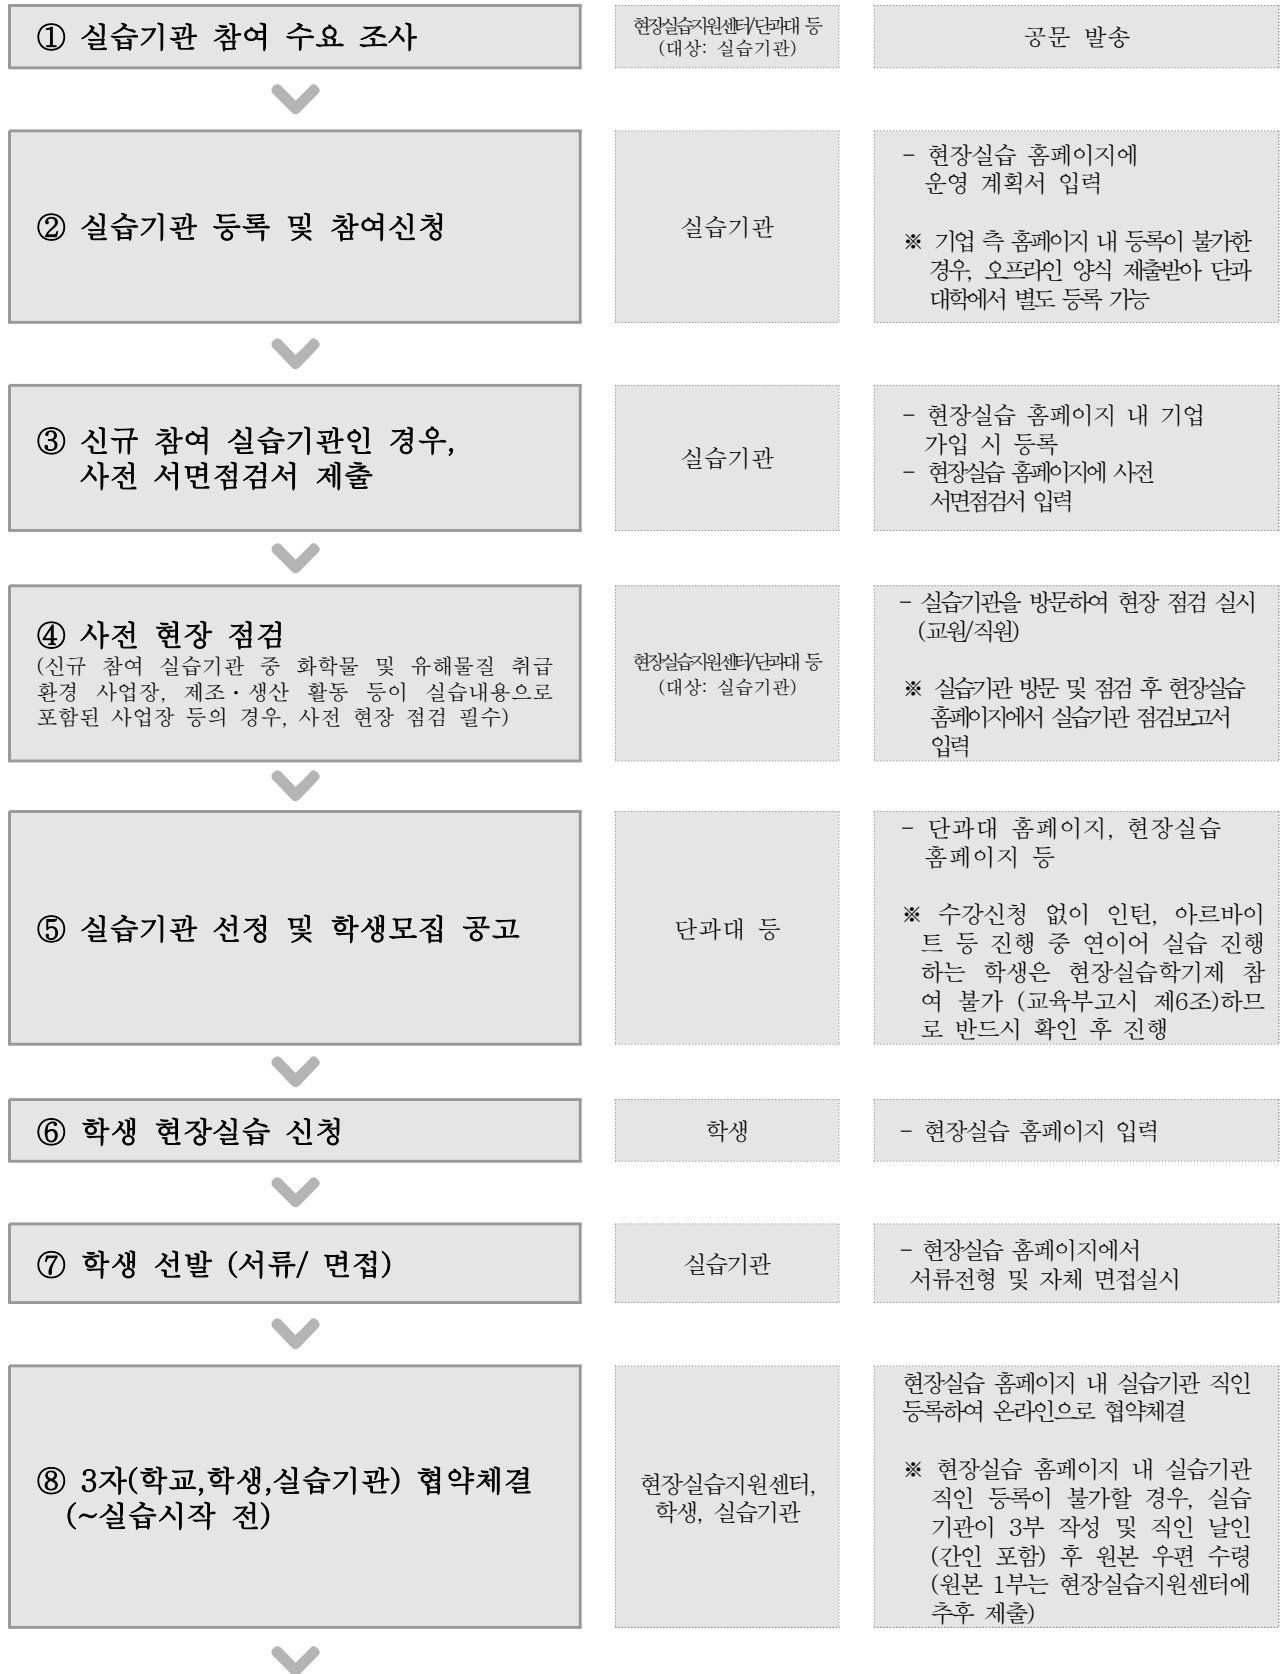 ① 실습기관 참여 수요 조사
현장실습지원센터/단과대 등
(대상: 실습기관)
공문 발송
② 실습기관 등록 및 참여신청
실습기관
- 현장실습 홈페이지에
운영 계획서 입력
※ 기업 측 홈페이지 내 등록이 불가한
경우, 오프라인 양식 제출받아 단과
대학에서 별도 등록 가능
③ 신규 참여 실습기관인 경우,
사전 서면점검서 제출
실습기관
- 현장실습 홈페이지 내 기업
가입 시 등록
- 현장실습 홈페이지에 사전
서면점검서 입력
④ 사전 현장 점검
(신규 참여 실습기관 중 화학물 및 유해물질 취급
환경 사업장, 제조・생산 활동 등이 실습내용으로
포함된 사업장 등의 경우, 사전 현장 점검 필수)
현장실습지원센터/단과대 등
(대상: 실습기관)
- 실습기관을 방문하여 현장 점검 실시
(교원/직원)
※ 실습기관 방문 및 점검 후 현장실습
홈페이지에서 실습기관 점검보고서
입력
⑤ 실습기관 선정 및 학생모집 공고
단과대 등
- 단과대 홈페이지, 현장실습
홈페이지 등
※ 수강신청 없이 인턴, 아르바이
트 등 진행 중 연이어 실습 진행
하는 학생은 현장실습학기제 참
여 불가 (교육부고시 제6조)하므
로 반드시 확인 후 진행
⑥ 학생 현장실습 신청
학생
- 현장실습 홈페이지 입력
⑦ 학생 선발 (서류/ 면접)
실습기관
- 현장실습 홈페이지에서
서류전형 및 자체 면접실시
⑧ 3자(학교,학생,실습기관) 협약체결
(~실습시작 전)
현장실습지원센터,
학생, 실습기관
현장실습 홈페이지 내 실습기관 직인
등록하여 온라인으로 협약체결
※ 현장실습 홈페이지 내 실습기관
직인 등록이 불가할 경우, 실습
기관이 3부 작성 및 직인 날인
(간인 포함) 후 원본 우편 수령
(원본 1부는 현장실습지원센터에
추후 제출)